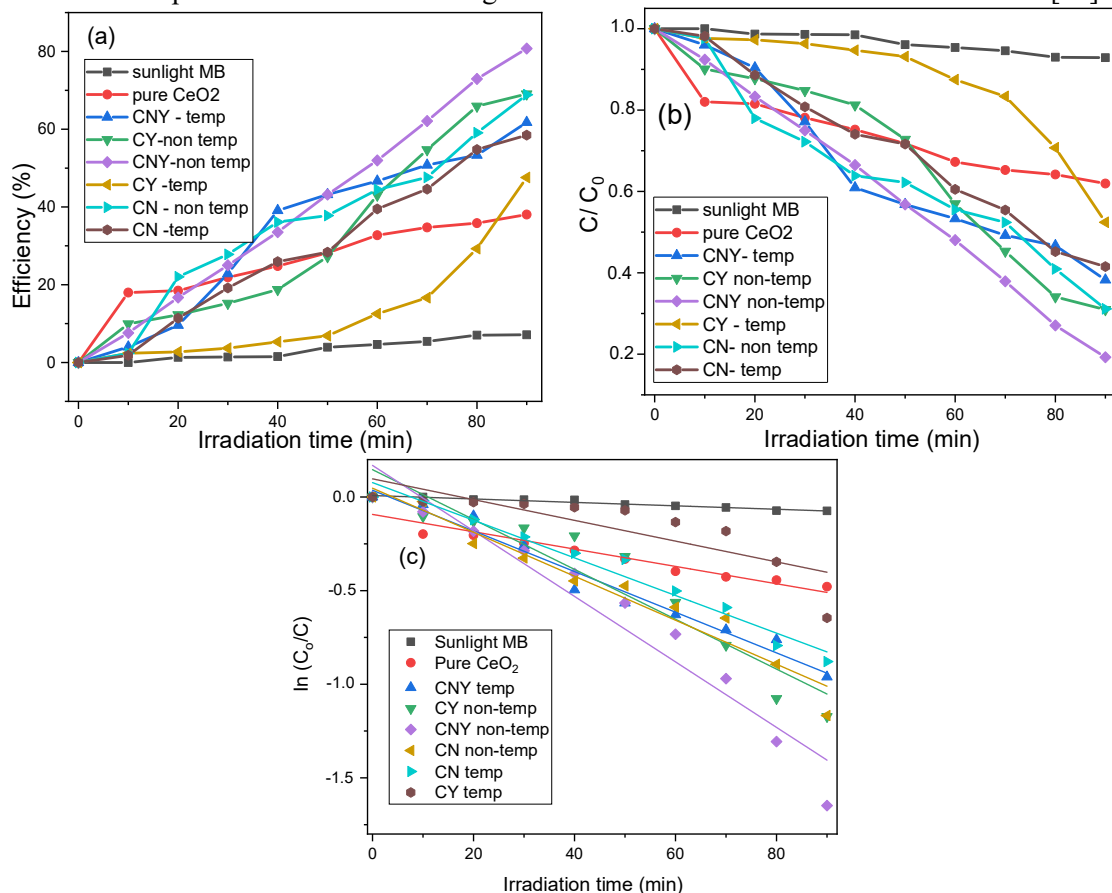 (a)
sunlight MB
pure CeO2
CNY - temp
CY-non temp
CNY-non temp
CY -temp
CN - non temp
CN -temp
Efficiency (%)
0
20
40
60
80
0 20 40 60 80
Irradiation time (min)
(b)
sunlight MB
pure CeO2
CNY- temp
CY non-temp
CNY non-temp
CY - temp
CN- non temp
CN- temp
C/ C0
1.0
0.8
0.6
0.4
0.2
0 20 40 60 80
Irradiation time (min)
(c)
Sunlight MB
Pure CeO₂
CNY temp
CY non-temp
CNY non-temp
CN non-temp
CN temp
CY temp
ln (Cₒ/C)
0.0
-0.5
-1.0
-1.5
0 20 40 60 80
Irradiation time (min)